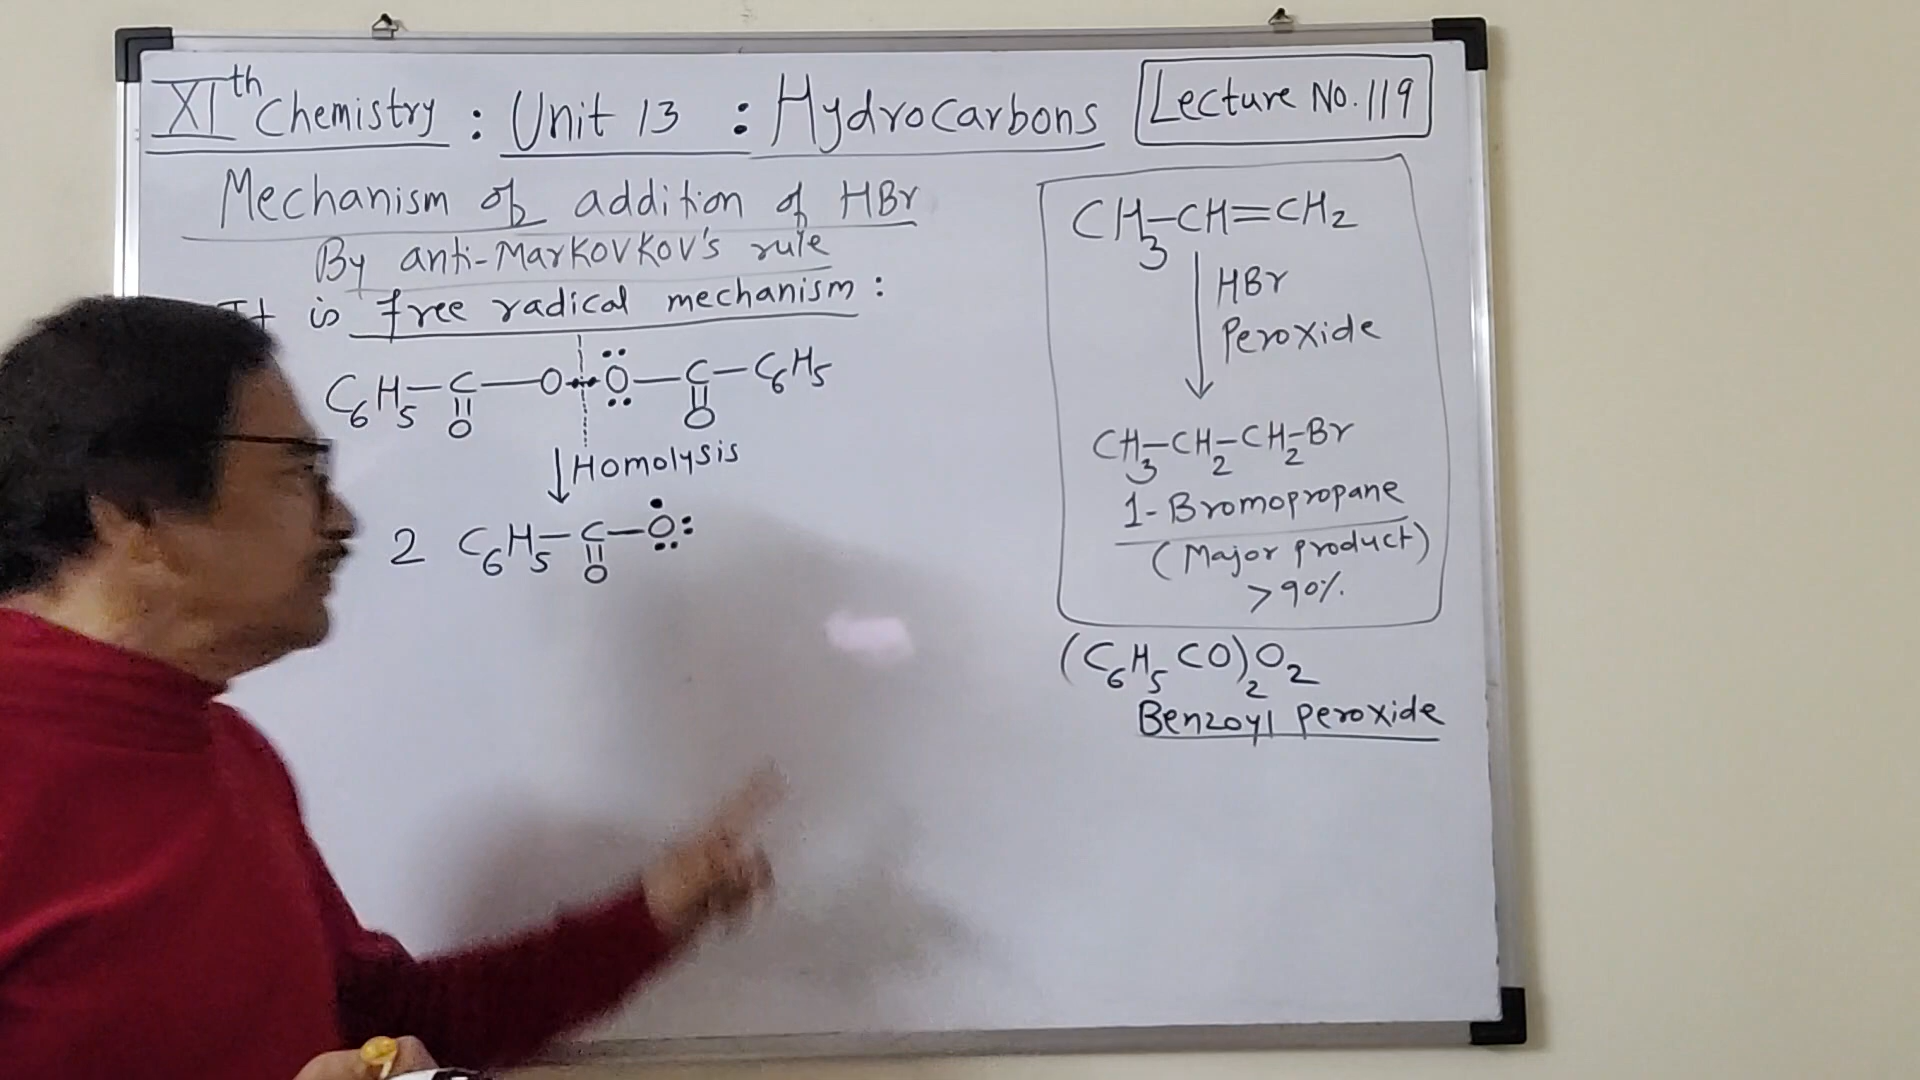 XIth Chemistry : Unit 13 : Hydrocarbons
Lecture No. 119
Mechanism of addition of HBr
By anti-Markovkov's rule
It is free radical mechanism :
C6H5—C—O—O—C—C6H5
O O
↓ Homolysis
2 C6H5—C—O
O
CH3—CH=CH2
HBr
Peroxide
CH3—CH2—CH2—Br
1-Bromopropane
(Major product)
>90%
(C6H5CO)2O2
Benzoyl peroxide